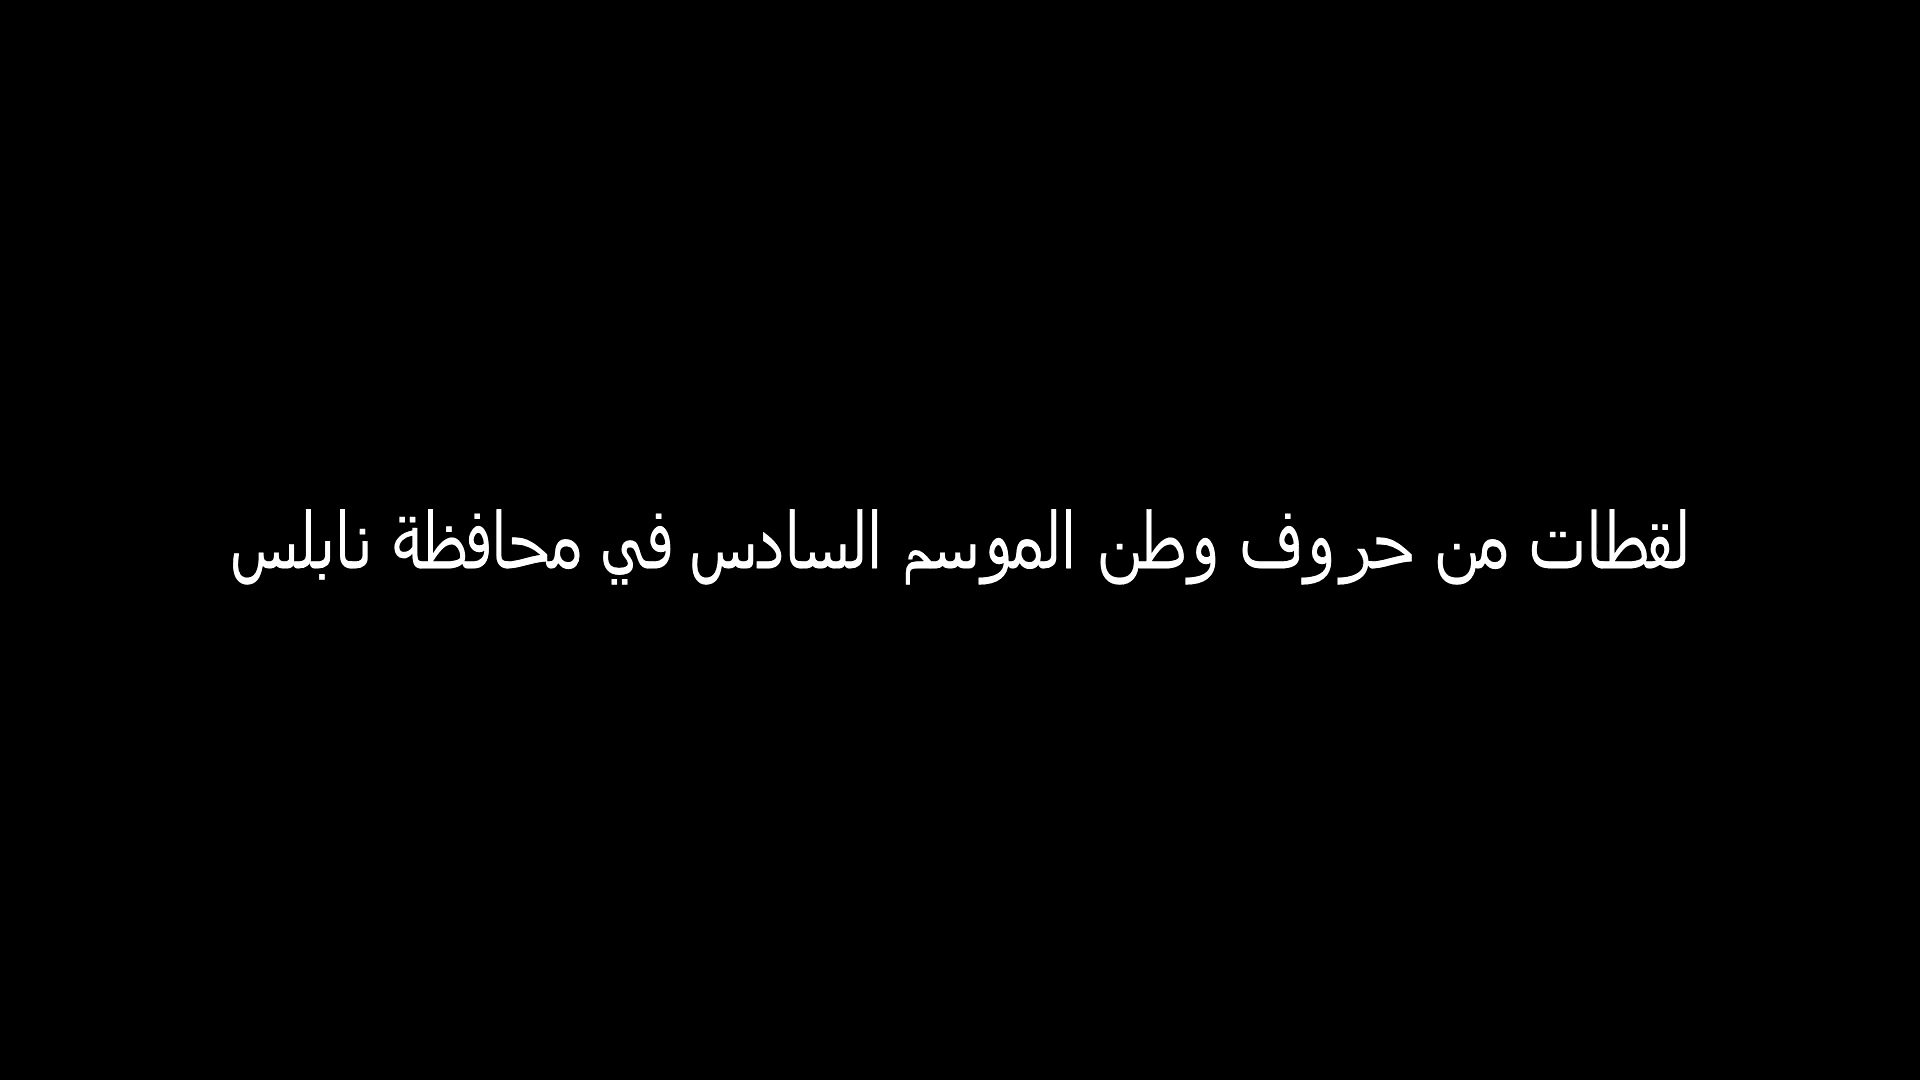 لقطات من حروف وطن الموسم السادس في محافظة نابلس